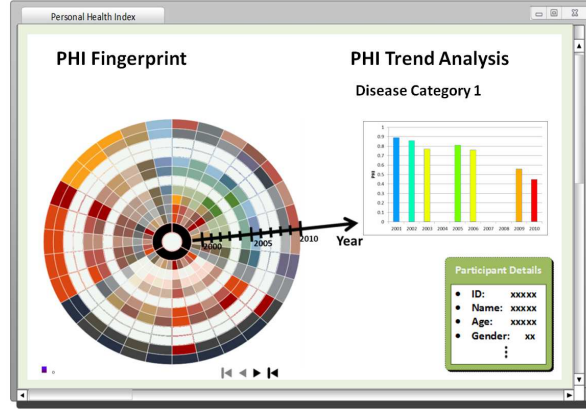 Personal Health Index
PHI Fingerprint
PHI Trend Analysis
Disease Category 1
1
0.9
0.8
0.7
0.6
0.5
0.4
0.3
0.2
0.1
0
PHI
2001 2002 2003 2004 2005 2006 2007 2008 2009 2010
2000
2005
2010
Year
Participant Details
• ID: xxxxx
• Name: xxxxx
• Age: xxxxx
• Gender: xx
⋮